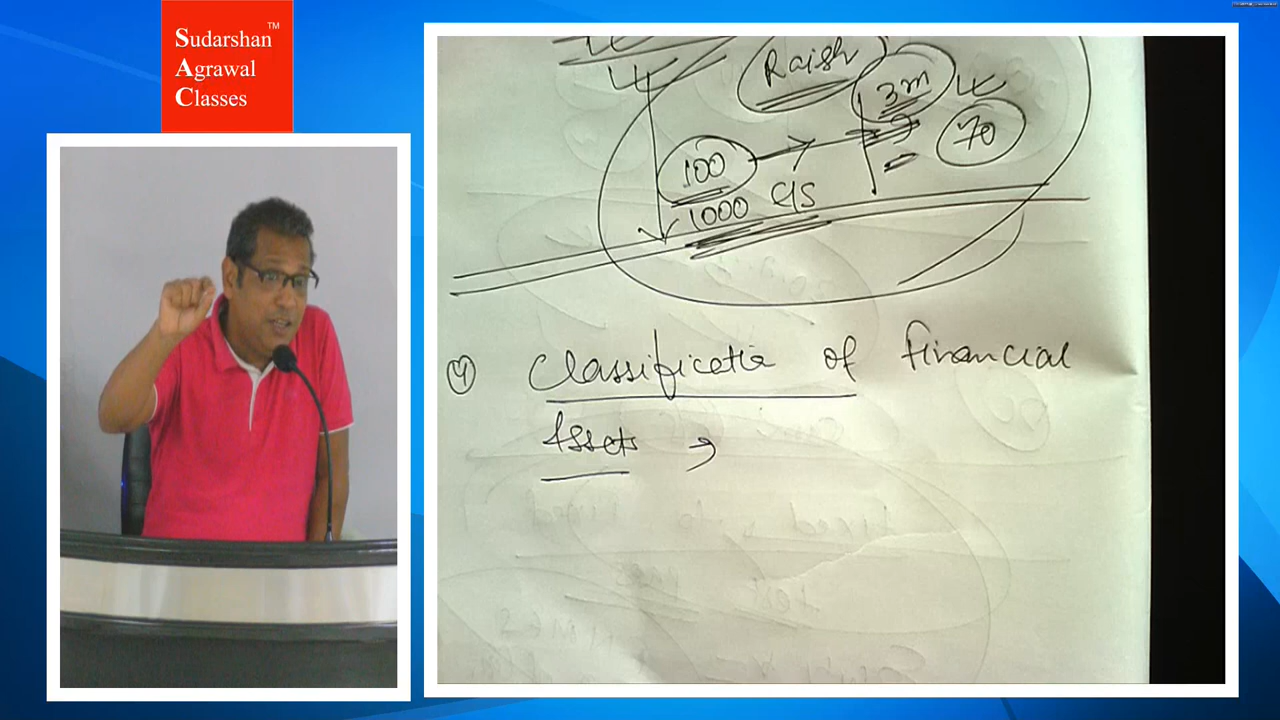 Sudarshan™
Agrawal
Classes
Raish
3m
70
100
1000 C/S
4 Classificatio of Financial
Assets →